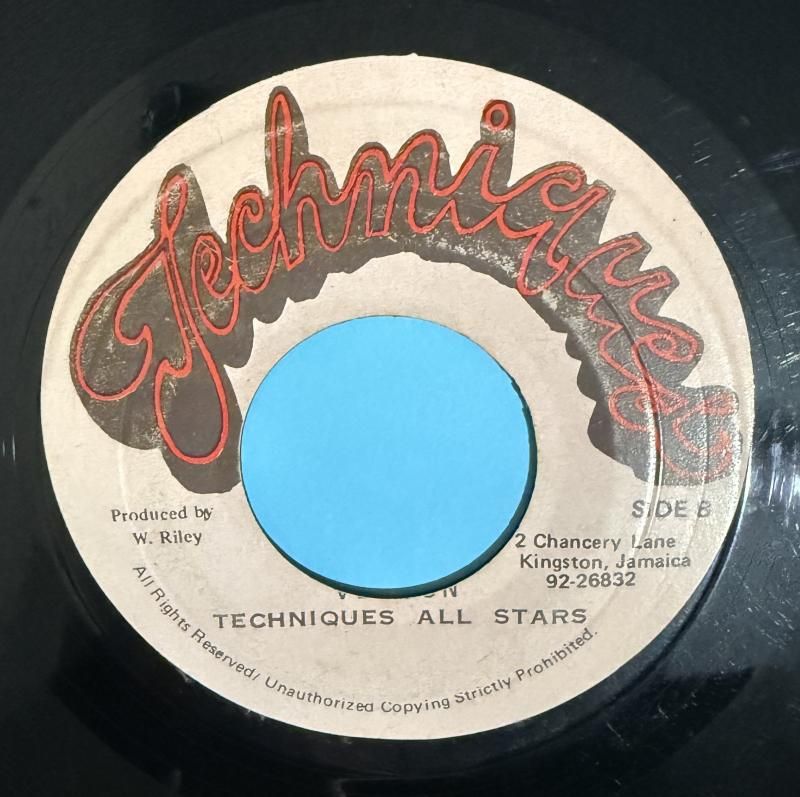 Techniques
Produced by
W. Riley
SIDE B
2 Chancery Lane
Kingston, Jamaica
92-26832
TECHNIQUES ALL STARS
All Rights Reserved/ Unauthorized Copying Strictly Prohibited.